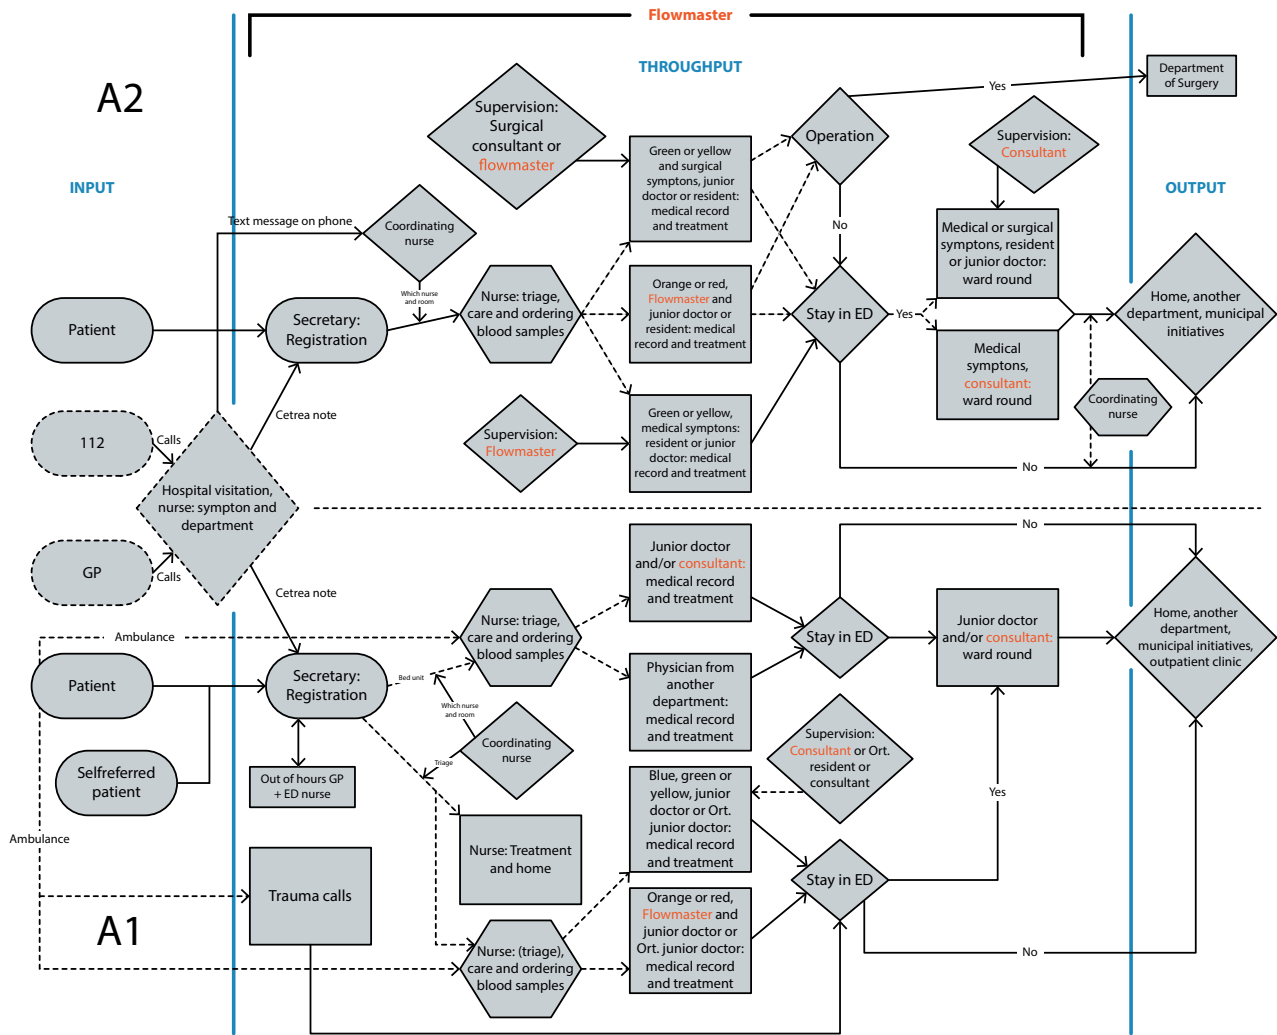 Flowmaster
THROUGHPUT
A2
INPUT
OUTPUT
Department
of Surgery
Yes
Supervision:
Surgical
consultant or
flowmaster
Green or yellow
and surgical
symptoms, junior
doctor or resident:
medical record
and treatment
Operation
Supervision:
Consultant
Text message on phone
Coordinating
nurse
No
Medical or surgical
symptoms, resident
or junior doctor:
ward round
Which nurse
and room
Patient
Secretary:
Registration
Nurse: triage,
care and ordering
blood samples
Orange or red,
Flowmaster and
junior doctor or
resident: medical
record and treatment
Stay in ED
Yes
Home, another
department, municipal
initiatives
Medical
symptoms,
consultant:
ward round
Coordinating
nurse
Cetrea note
112
Calls
Supervision:
Flowmaster
Green or yellow,
medical symptoms:
resident or junior
doctor: medical
record and treatment
No
Hospital visitation,
nurse: sympton and
department
GP
Calls
Cetrea note
No
Junior doctor
and/or consultant:
medical record
and treatment
Ambulance
Nurse: triage,
care and ordering
blood samples
Stay in ED
Junior doctor
and/or consultant:
ward round
Home, another
department,
municipal initiatives,
outpatient clinic
Patient
Secretary:
Registration
Bed unit
Which nurse
and room
Physician from
another
department:
medical record
and treatment
Coordinating
nurse
Triage
Supervision:
Consultant or Ort.
resident or
consultant
Selfreferred
patient
Out of hours GP
+ ED nurse
Blue, green or
yellow, junior
doctor or Ort.
junior doctor:
medical record
and treatment
Yes
Ambulance
Nurse: Treatment
and home
Stay in ED
Trauma calls
A1
Orange or red,
Flowmaster and
junior doctor or
Ort. junior doctor:
medical record
and treatment
Nurse: (triage),
care and ordering
blood samples
No